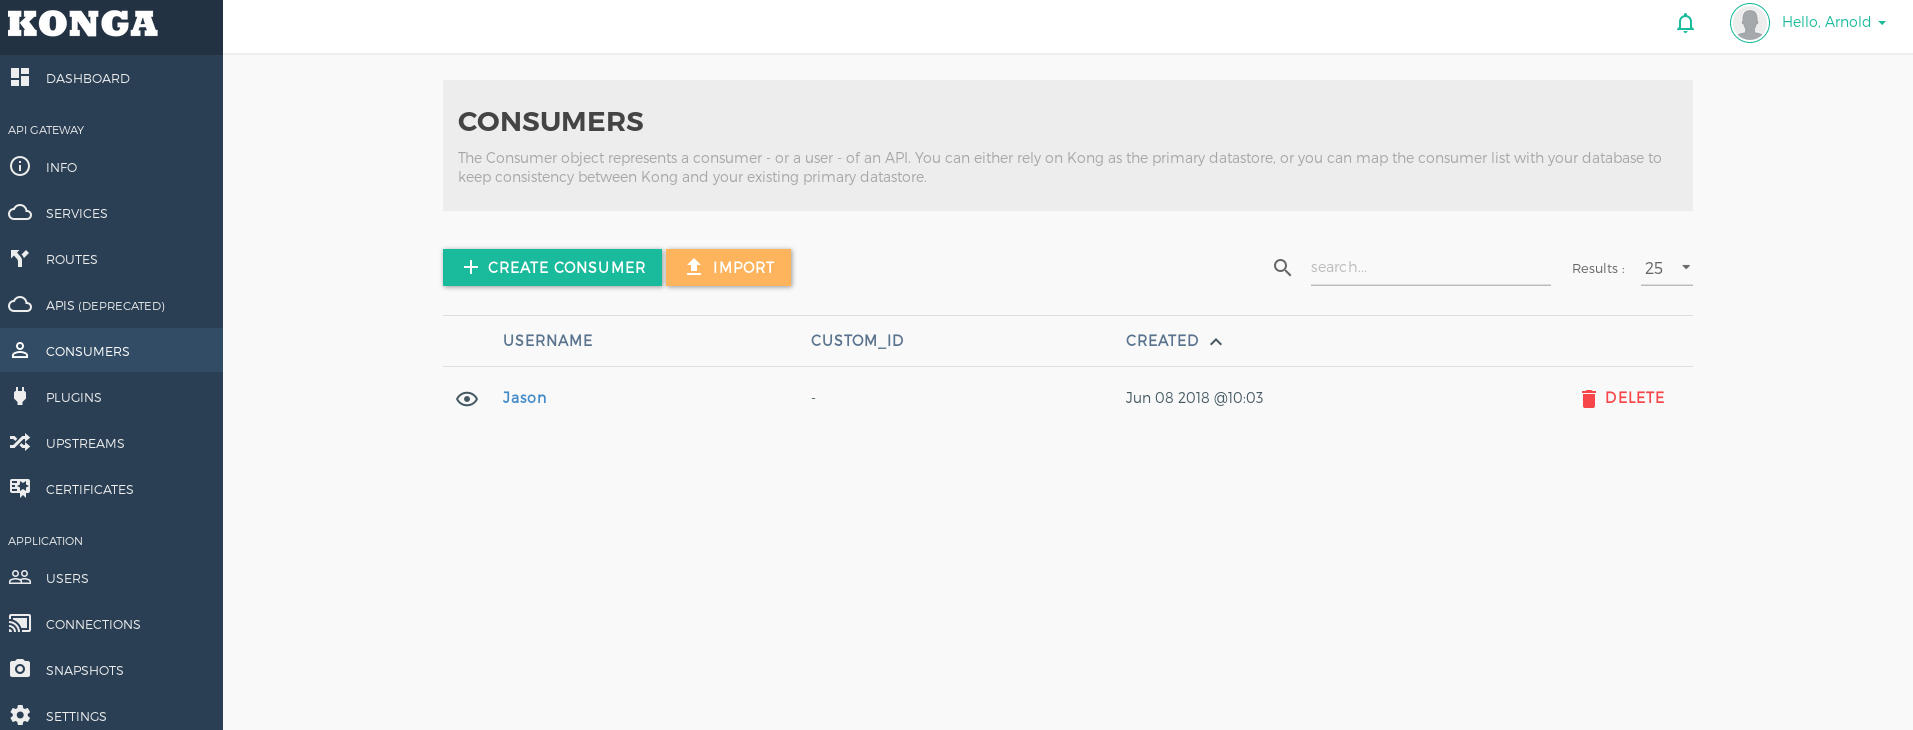 KONGA
Hello, Arnold
DASHBOARD
API GATEWAY
INFO
SERVICES
ROUTES
APIS (DEPRECATED)
CONSUMERS
PLUGINS
UPSTREAMS
CERTIFICATES
APPLICATION
USERS
CONNECTIONS
SNAPSHOTS
SETTINGS
CONSUMERS
The Consumer object represents a consumer - or a user - of an API. You can either rely on Kong as the primary datastore, or you can map the consumer list with your database to
keep consistency between Kong and your existing primary datastore.
CREATE CONSUMER IMPORT search... Results : 25
USERNAME CUSTOM_ID CREATED
Jason - Jun 08 2018 @10:03 DELETE